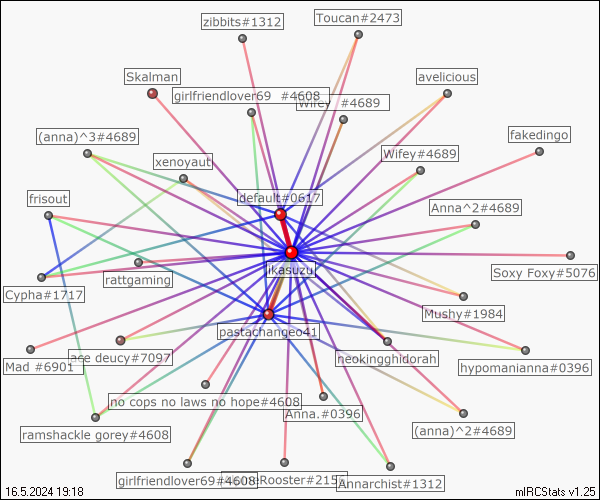 zibbits#1312
Toucan#2473
Skalman
avelicious
girlfriendlover69 #4608
Wifey #4689
(anna)^3#4689
fakedingo
xenoyaut
Wifey#4689
frisout
default#0617
Anna^2#4689
ikasuzu
Soxy Foxy#5076
rattgaming
Cypha#1717
Mushy#1984
pastachangeo41
Mad #6901
ace deucy#7097
neokingghidorah
hypomanianna#0396
no cops no laws no hope#4608
Anna.#0396
ramshackle gorey#4608
(anna)^2#4689
girlfriendlover69#4608
Rooster#215
Annarchist#1312
16.5.2024 19:18
mIRCStats v1.25